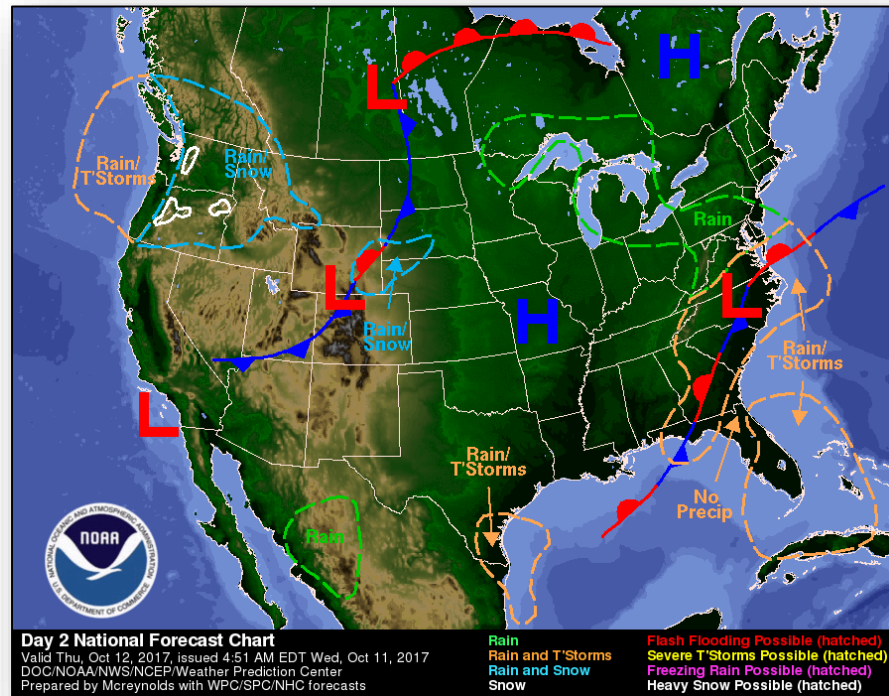 L
H
Rain/
T'Storms
Rain/
Snow
Rain
L
H
L
Rain/
Snow
Rain/
T'Storms
L
Rain/
T'Storms
No
Precip
Rain
NATIONAL OCEANIC AND ATMOSPHERIC ADMINISTRATION
NOAA
U.S. DEPARTMENT OF COMMERCE
Day 2 National Forecast Chart
Valid Thu, Oct 12, 2017, issued 4:51 AM EDT Wed, Oct 11, 2017
DOC/NOAA/NWS/NCEP/Weather Prediction Center
Prepared by Mcreynolds with WPC/SPC/NHC forecasts
Rain
Rain and T'Storms
Rain and Snow
Snow
Flash Flooding Possible (hatched)
Severe T'Storms Possible (hatched)
Freezing Rain Possible (hatched)
Heavy Snow Possible (hatched)